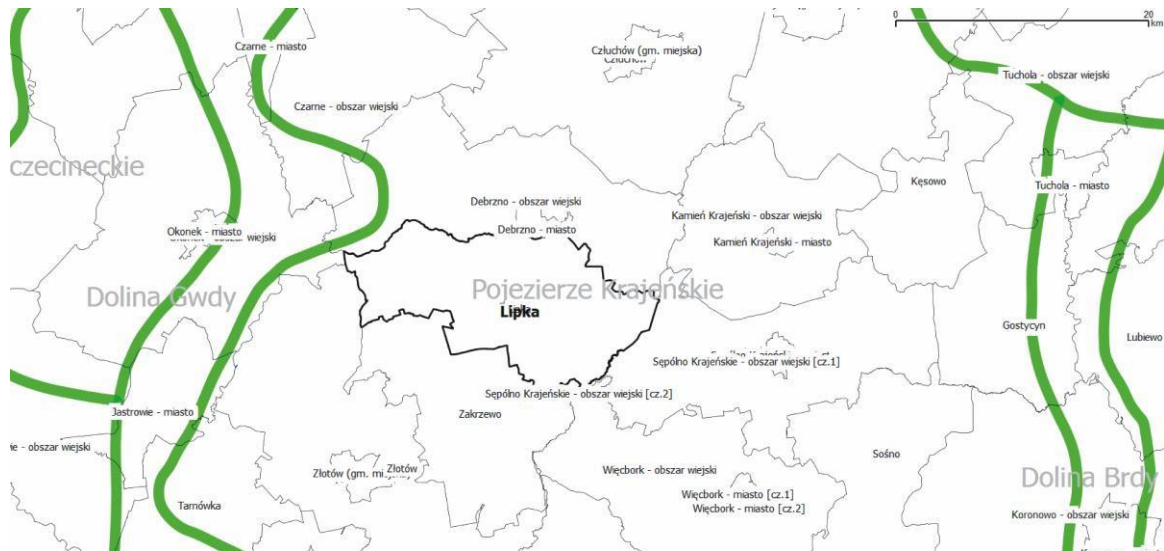 0 20
km
Czarne - miasto
Człuchów (gm. miejska)
Człuchów
Tuchola - obszar wiejski
Czarne - obszar wiejski
czecineckie
Kęsowo
Tuchola - miasto
Debrzno - obszar wiejski
Kamień Krajeński - obszar wiejski
Okonek - miasto
wiejski
Debrzno - miasto
Kamień Krajeński - miasto
Dolina Gwdy
Pojezierze Krajeńskie
Lipka
Gostycyn
Lubiewo
Sępólno Krajeńskie - obszar wiejski [cz.1]
Sępólno Krajeńskie - obszar wiejski [cz.2]
Jastrowie - miasto
Zakrzewo
ie - obszar wiejski
Sośno
Złotów (gm. mi
Złotów
Więcbork - obszar wiejski
Dolina Brdy
Tarnówka
Więcbork - miasto [cz.1]
Więcbork - miasto [cz.2]
Koronowo - obszar wiejski